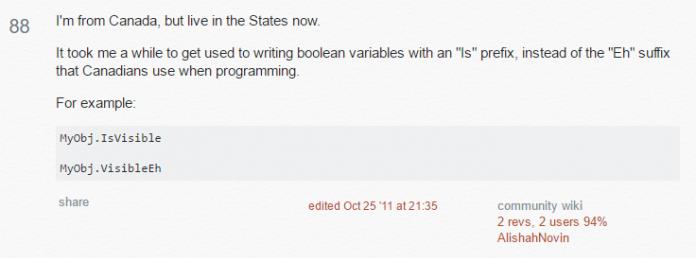 88
I'm from Canada, but live in the States now.
It took me a while to get used to writing boolean variables with an "Is" prefix, instead of the "Eh" suffix
that Canadians use when programming.
For example:
MyObj.IsVisible
MyObj.VisibleEh
share
edited Oct 25 '11 at 21:35
community wiki
2 revs, 2 users 94%
AlishahNovin